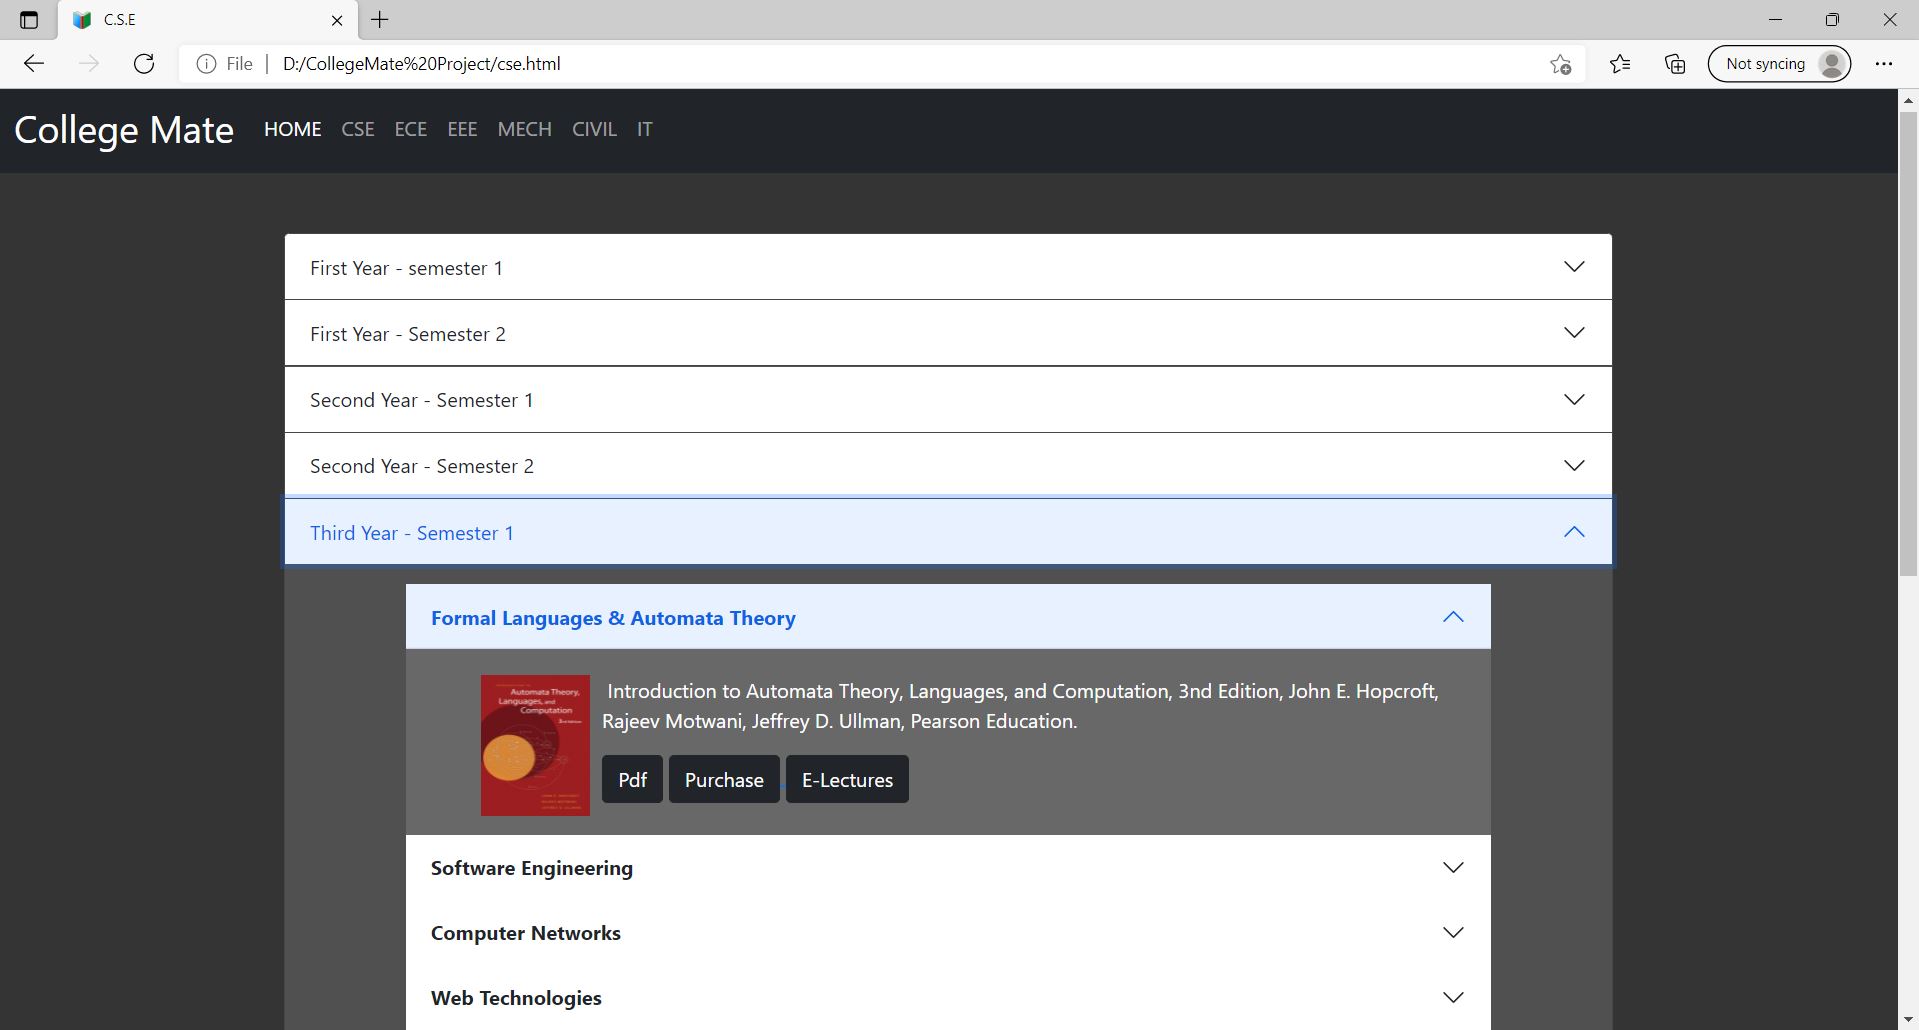 C.S.E
File
D:/CollegeMate%20Project/cse.html
Not syncing
College Mate HOME CSE ECE EEE MECH CIVIL IT
First Year - semester 1
First Year - Semester 2
Second Year - Semester 1
Second Year - Semester 2
Third Year - Semester 1
Formal Languages & Automata Theory
Automata Theory,
Languages, and
Computation
Introduction to Automata Theory, Languages, and Computation, 3nd Edition, John E. Hopcroft,
Rajeev Motwani, Jeffrey D. Ullman, Pearson Education.
Pdf Purchase E-Lectures
Software Engineering
Computer Networks
Web Technologies